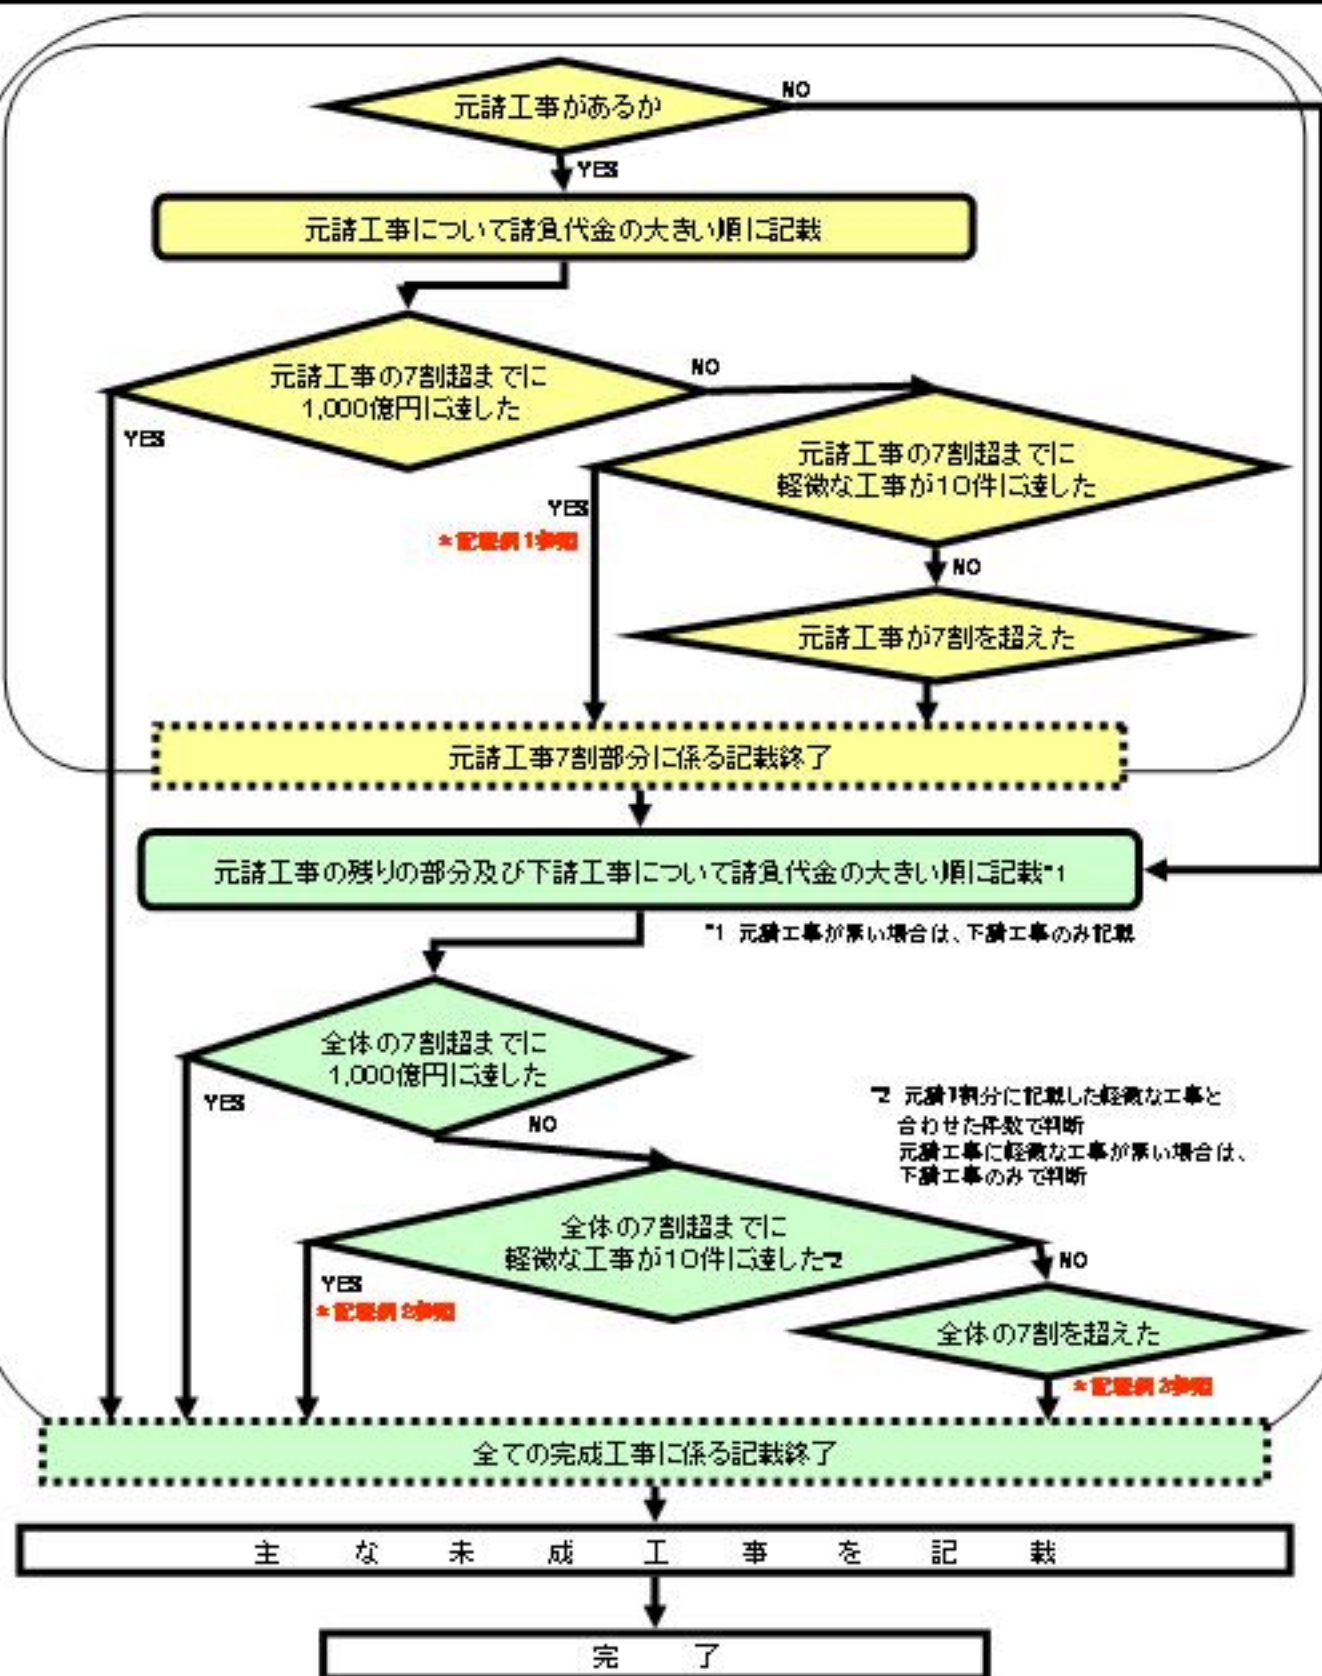 元請工事があるか
NO
YES
元請工事について請負代金の大きい順に記載
元請工事の7割超までに
1,000億円に達した
NO
YES
元請工事の7割超までに
軽微な工事が10件に達した
YES
*記載例1参照
NO
元請工事が7割を超えた
元請工事7割部分に係る記載終了
元請工事の残りの部分及び下請工事について請負代金の大きい順に記載*1
*1 元請工事が無い場合は、下請工事のみ記載
全体の7割超までに
1,000億円に達した
YES
NO
*2 元請7割分に記載した軽微な工事と
合わせた件数で判断
元請工事に軽微な工事が無い場合は、
下請工事のみで判断
全体の7割超までに
軽微な工事が10件に達した*2
YES
*記載例2参照
NO
全体の7割を超えた
*記載例
全ての完成工事に係る記載終了
主な未成工事を記載
完了